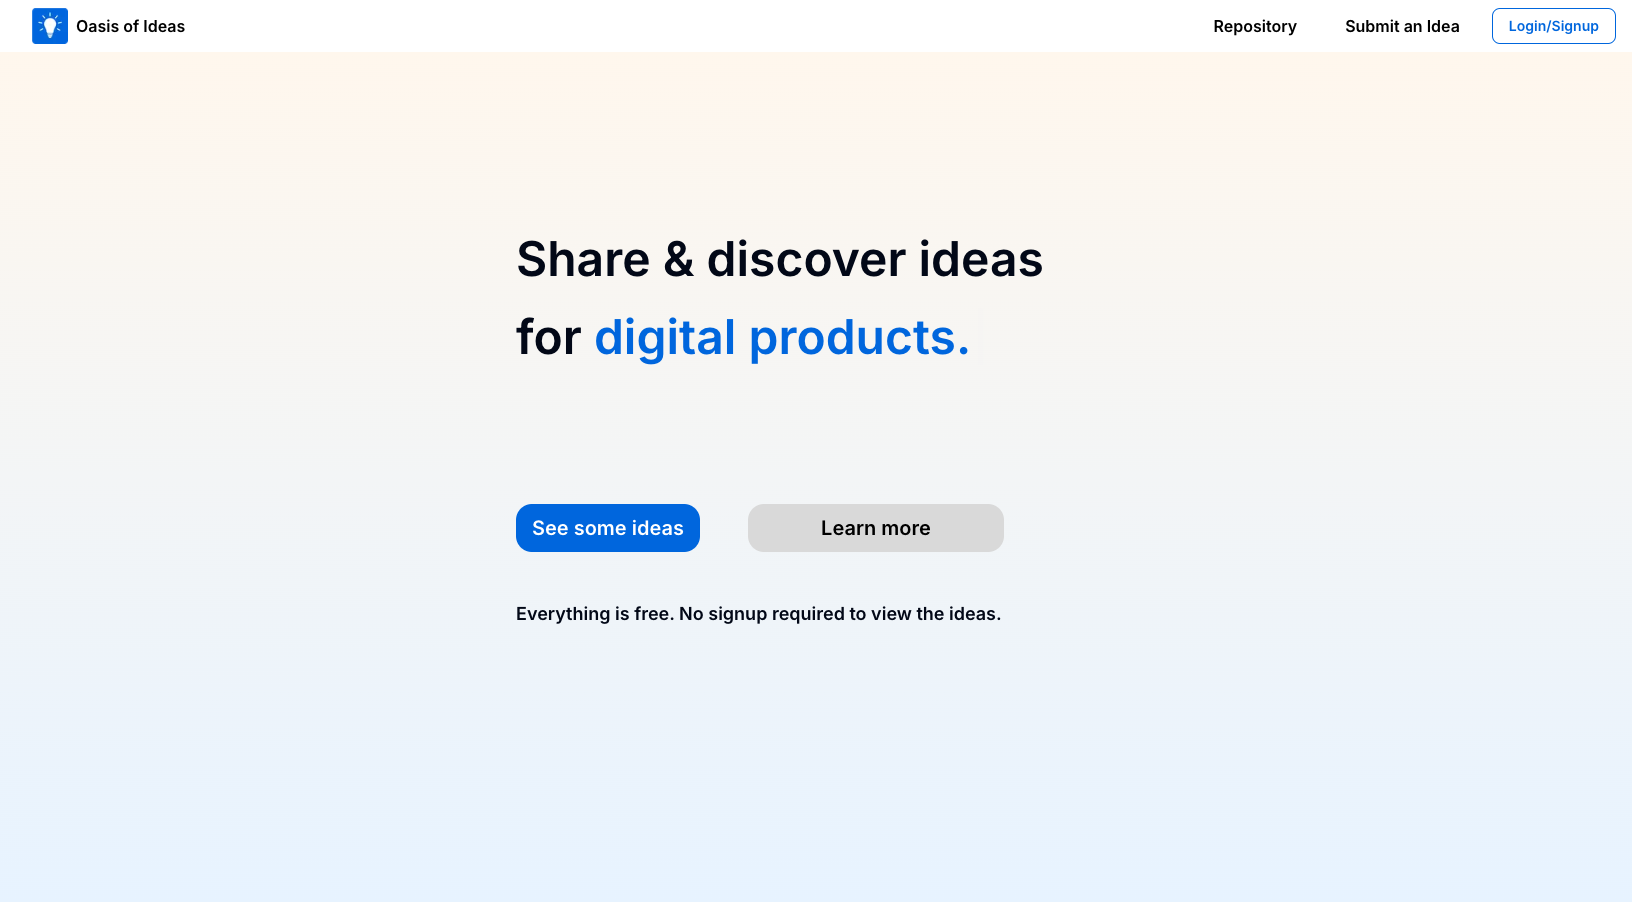 Oasis of Ideas
Repository
Submit an Idea
Login/Signup
Share & discover ideas
for digital products.
See some ideas
Learn more
Everything is free. No signup required to view the ideas.